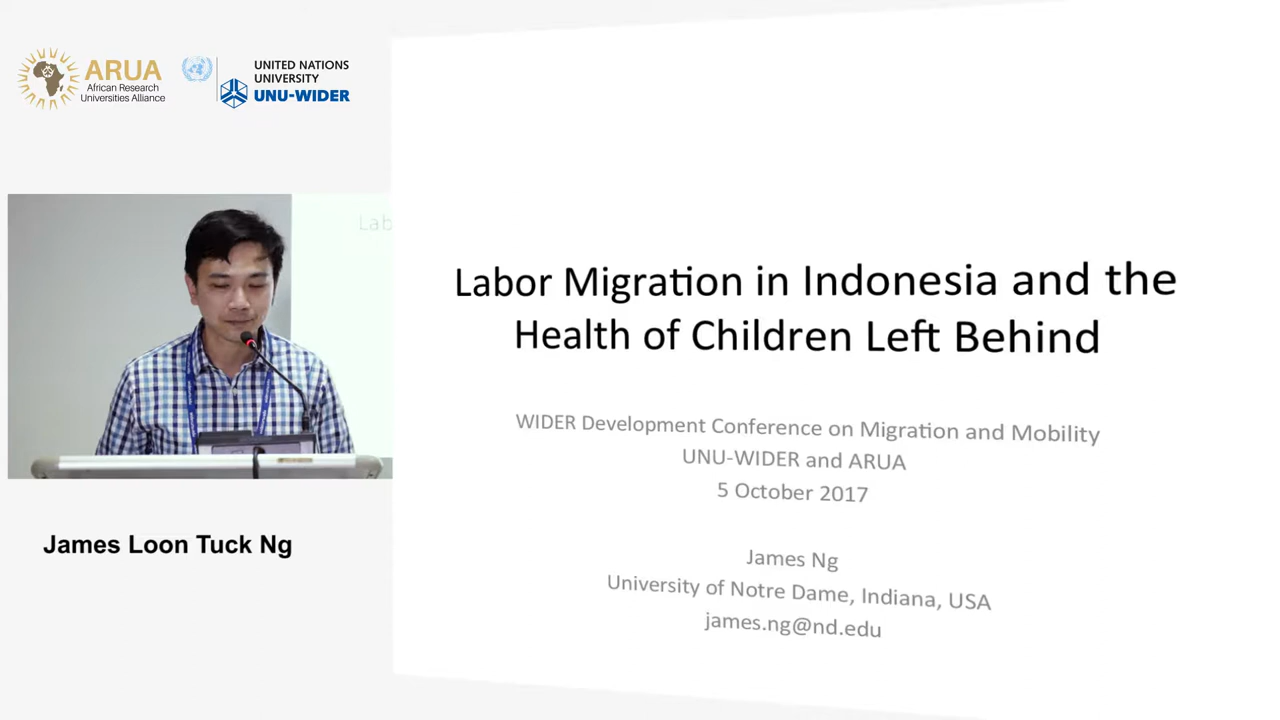 ARUA
African Research
Universities Alliance
UNITED NATIONS
UNIVERSITY
UNU-WIDER
Lab
James Loon Tuck Ng
Labor Migration in Indonesia and the
Health of Children Left Behind
WIDER Development Conference on Migration and Mobility
UNU-WIDER and ARUA
5 October 2017
James Ng
University of Notre Dame, Indiana, USA
james.ng@nd.edu